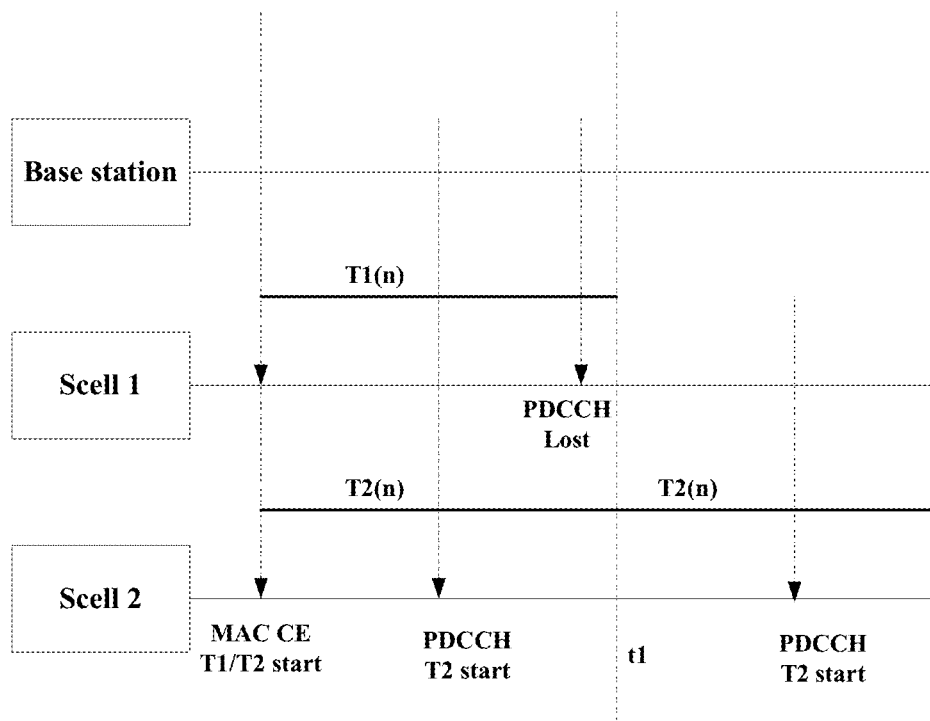 Base station
T1(n)
Scell 1
PDCCH
Lost
T2(n) T2(n)
Scell 2
MAC CE
T1/T2 start
PDCCH
T2 start
t1
PDCCH
T2 start